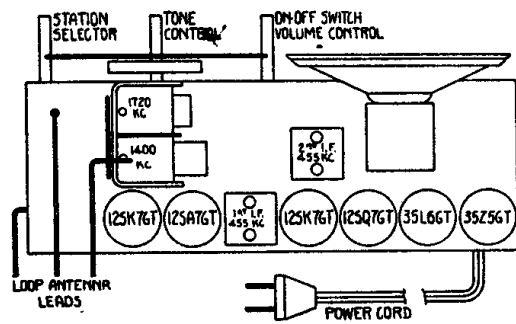 STATION
SELECTOR
TONE
CONTROL
ON-OFF SWITCH
VOLUME CONTROL
1720
KC
1400
KC
2ND I.F.
455 KC
12SK7GT
12SA7GT
1ST I.F.
455 KC
12SK7GT
12SQ7GT
35L6GT
35Z5GT
LOOP ANTENNA
LEADS
POWER CORD